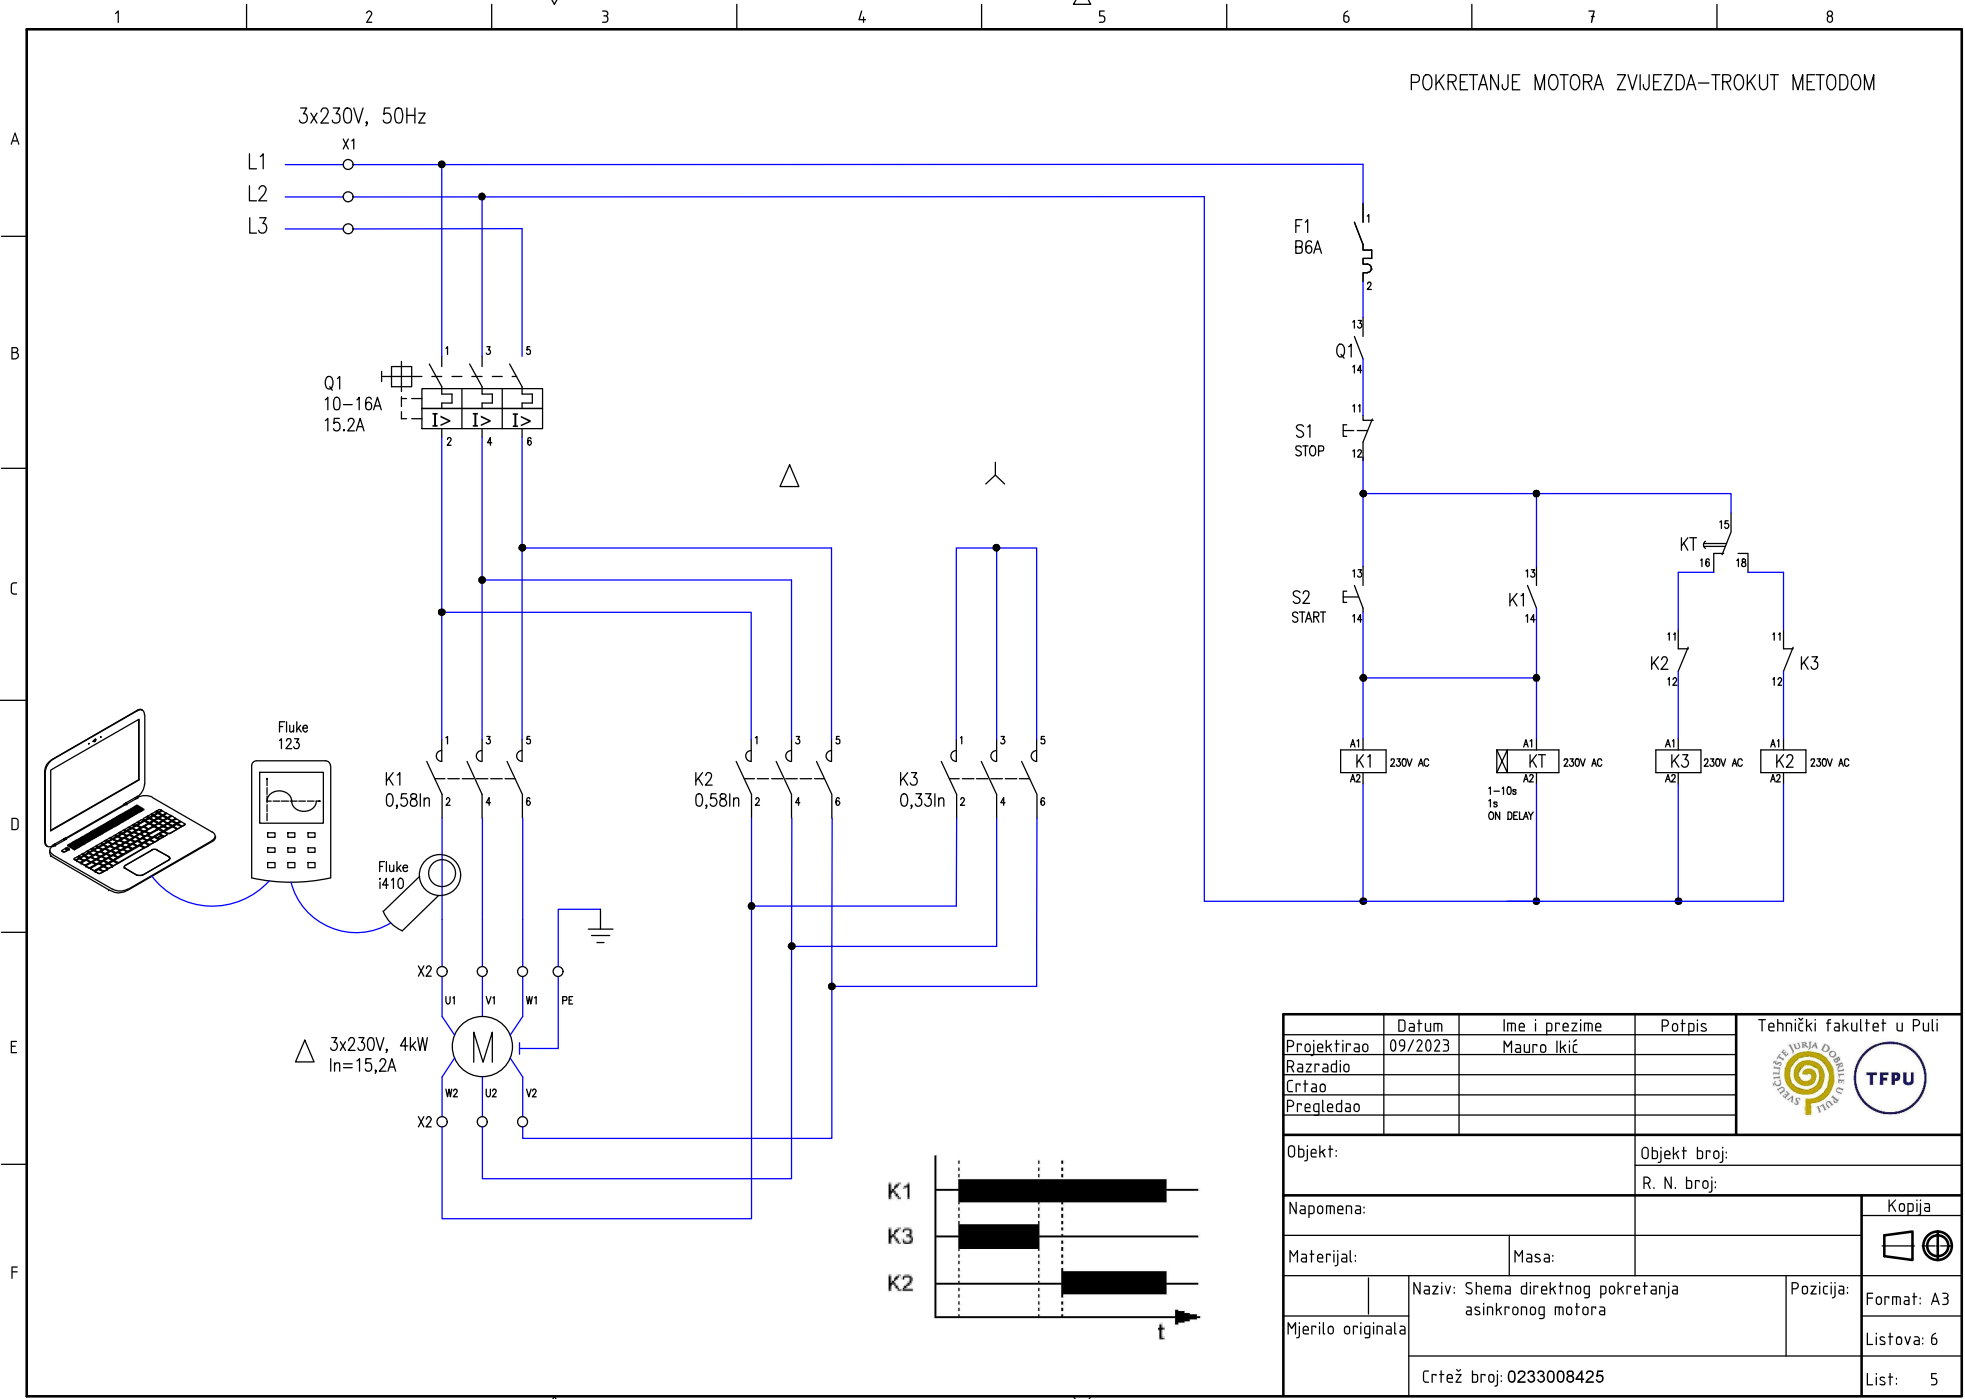 1 2 3 4 5 6 7 8
A
B
C
D
E
F
POKRETANJE MOTORA ZVIJEZDA-TROKUT METODOM
3x230V, 50Hz
X1
L1
L2
L3
Q1
10-16A
15.2A
1 3 5
I> I> I>
2 4 6
F1
B6A
1
2
13
Q1
14
11
S1
STOP
12
13
S2
START
14
13
K1
14
15
KT
16 18
11
K2
12
11
K3
12
A1
K1 230V AC
A2
A1
KT 230V AC
A2
1-10s
1s
ON DELAY
A1
K3 230V AC
A2
A1
K2 230V AC
A2
Fluke
123
Fluke
i410
1 3 5
K1
0,58In
2 4 6
1 3 5
K2
0,58In
2 4 6
1 3 5
K3
0,33In
2 4 6
X2
U1 V1 W1 PE
M
3x230V, 4kW
In=15,2A
W2 U2 V2
X2
K1
K3
K2
t
Datum Ime i prezime Potpis
Projektirao 09/2023 Mauro Ikić
Razradio
Crtao
Pregledao
Tehnički fakultet u Puli
SVEUČILIŠTE JURJA DOBRILE U PULI
TFPU
Objekt:
Objekt broj:
R. N. broj:
Napomena:
Kopija
Materijal:
Masa:
Naziv: Shema direktnog pokretanja
asinkronog motora
Pozicija:
Format: A3
Mjerilo originala
Listova: 6
Crtež broj: 0233008425
List: 5